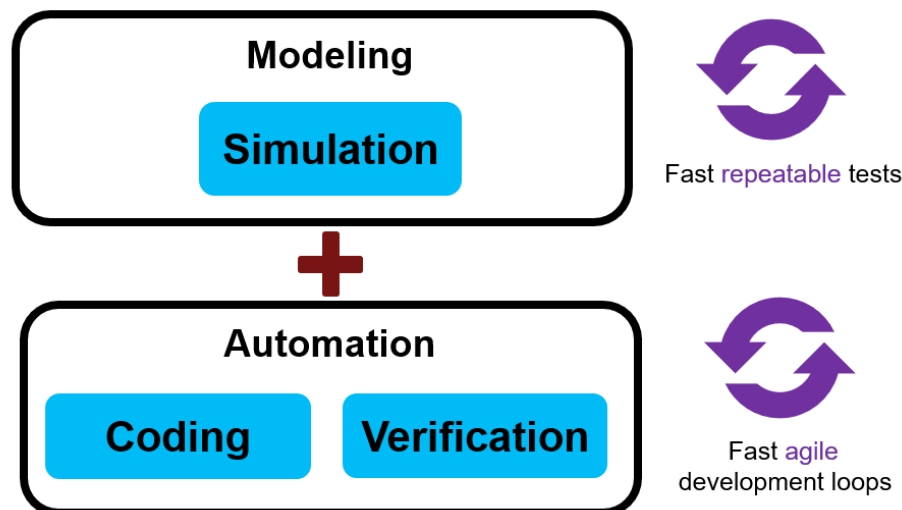 Modeling
Simulation
Fast repeatable tests
Automation
Coding
Verification
Fast agile
development loops